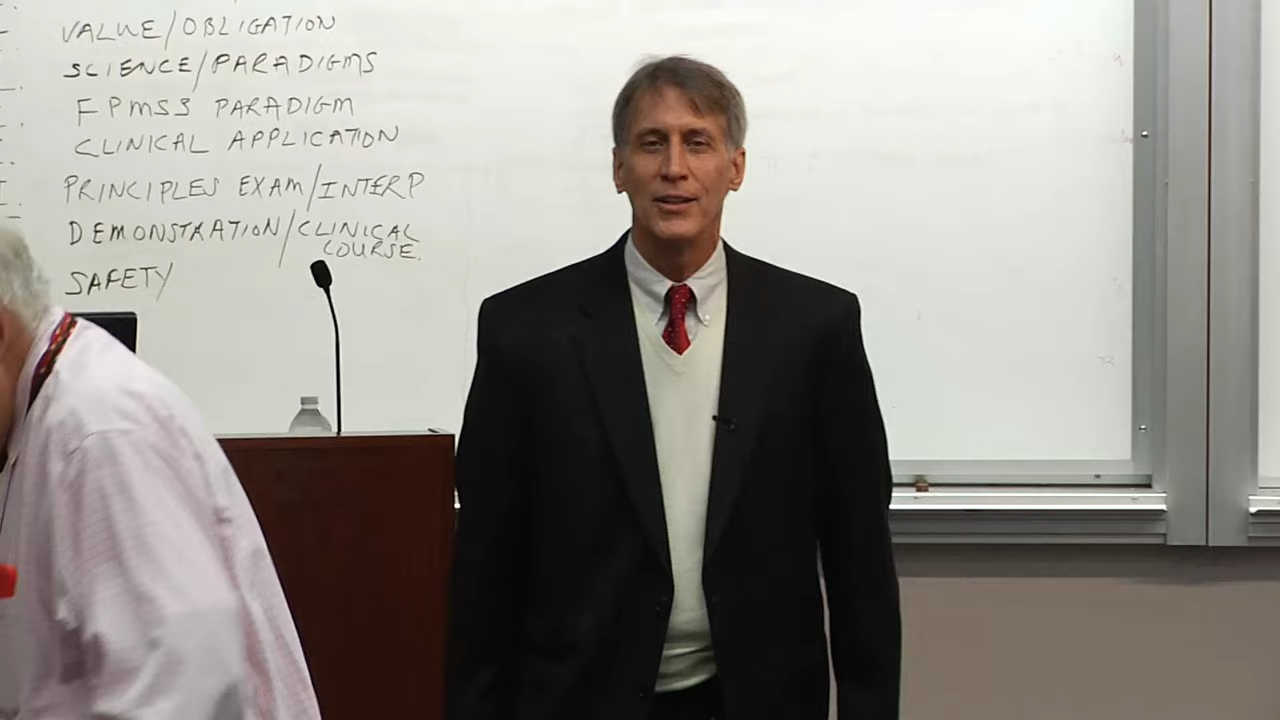 VALUE/OBLIGATION
SCIENCE/PARADIGMS
FPMSS PARADIGM
CLINICAL APPLICATION
PRINCIPLES EXAM/INTERP
DEMONSTRATION/CLINICAL
COURSE.
SAFETY